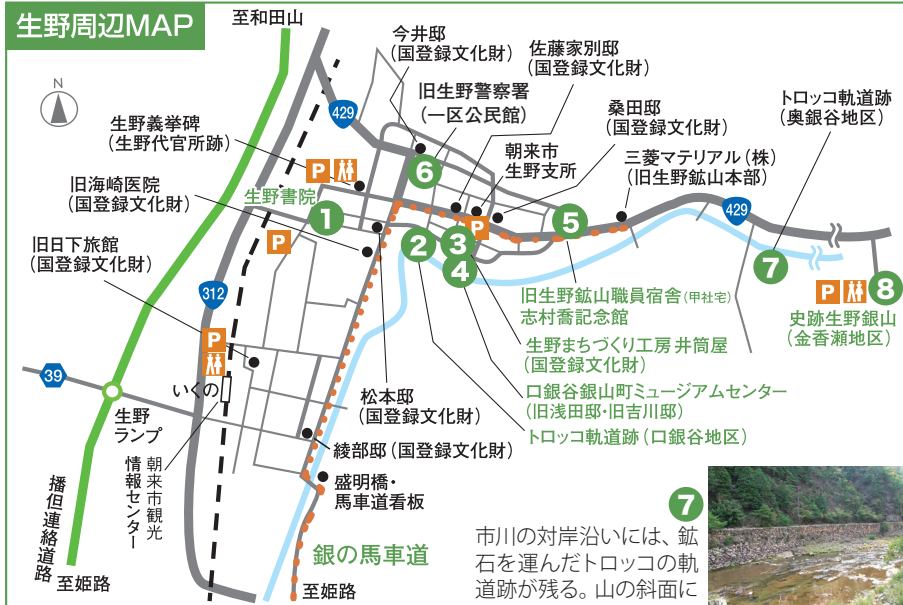 生野周辺MAP
至和田山
N
429
今井邸
(国登録文化財)
佐藤家別邸
(国登録文化財)
旧生野警察署
(一区公民館)
桑田邸
(国登録文化財)
トロッコ軌道跡
(奥銀谷地区)
生野義挙碑
(生野代官所跡)
朝来市
生野支所
三菱マテリアル(株)
(旧生野鉱山本部)
P
6
旧海崎医院
(国登録文化財)
生野書院
1
P
5
429
旧日下旅館
(国登録文化財)
P
2
3
4
7
8
P
312
旧生野鉱山職員宿舎(甲社宅)
志村喬記念館
史跡生野銀山
(金香瀬地区)
P
生野まちづくり工房 井筒屋
(国登録文化財)
39
いくの
松本邸
(国登録文化財)
口銀谷銀山町ミュージアムセンター
(旧浅田邸・旧吉川邸)
生野
ランプ
綾部邸(国登録文化財)
トロッコ軌道跡(口銀谷地区)
朝来市観光
情報センター
盛明橋・
馬車道看板
播但連絡道路
銀の馬車道
至姫路
至姫路
7
市川の対岸沿いには、鉱
石を運んだトロッコの軌
道跡が残る。山の斜面に